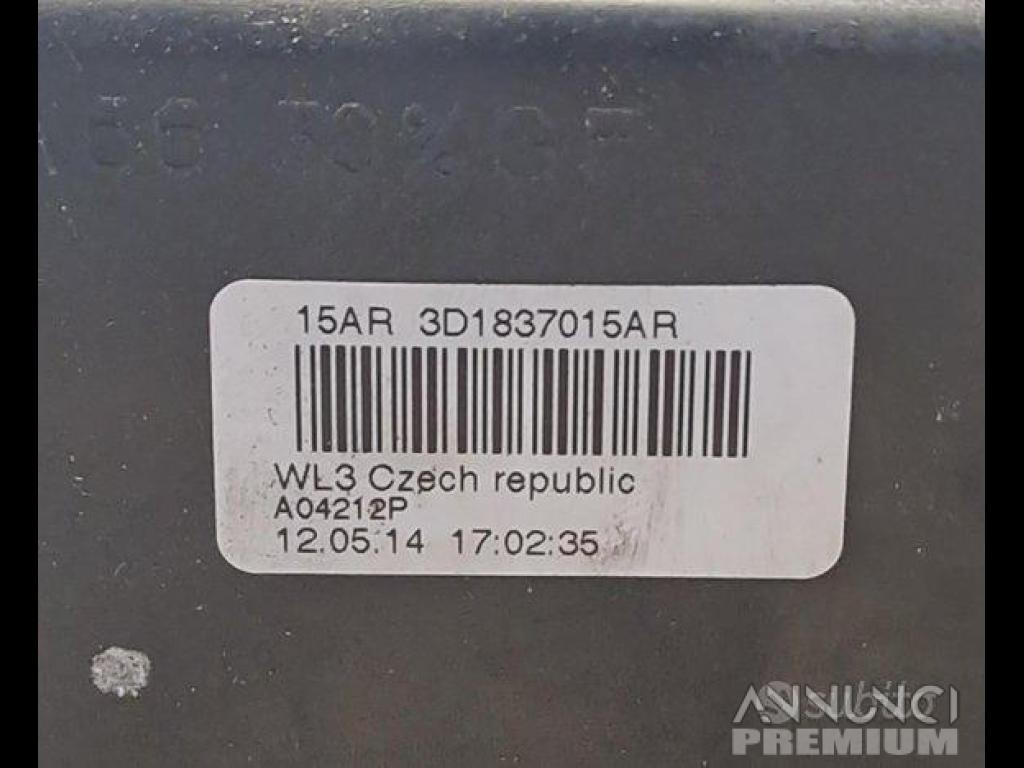 15AR 3D1837015AR
WL3 Czech republic
A04212P
12.05.14 17:02:35
ANNUNCI
PREMIUM